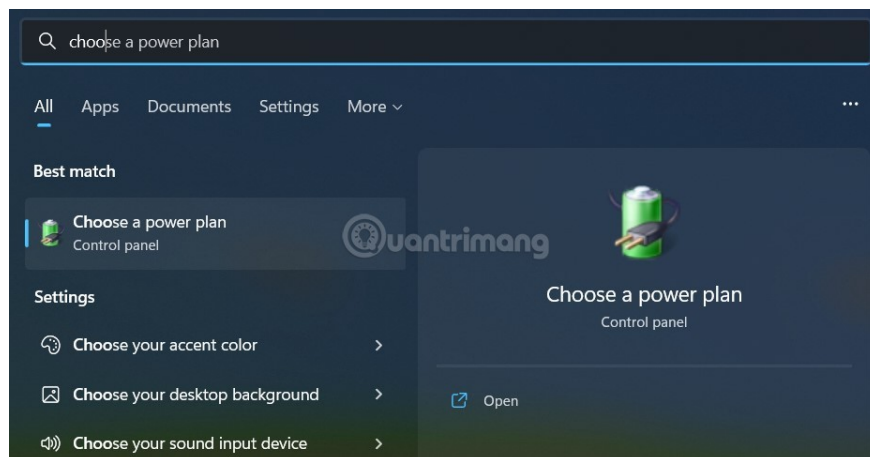 choose a power plan
All Apps Documents Settings More
Best match
Choose a power plan
Control panel
Settings
Choose your accent color
Choose your desktop background
Choose your sound input device
Quantrimang
Choose a power plan
Control panel
Open